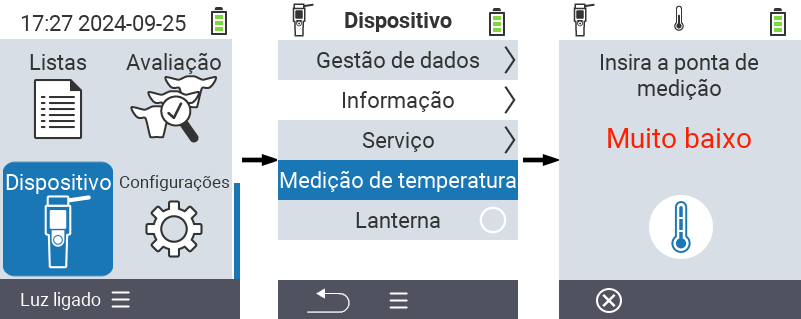 17:27 2024-09-25
Listas
Avaliação
Dispositivo
Configurações
Luz ligado
Dispositivo
Gestão de dados
Informação
Serviço
Medição de temperatura
Lanterna
Insira a ponta de
medição
Muito baixo